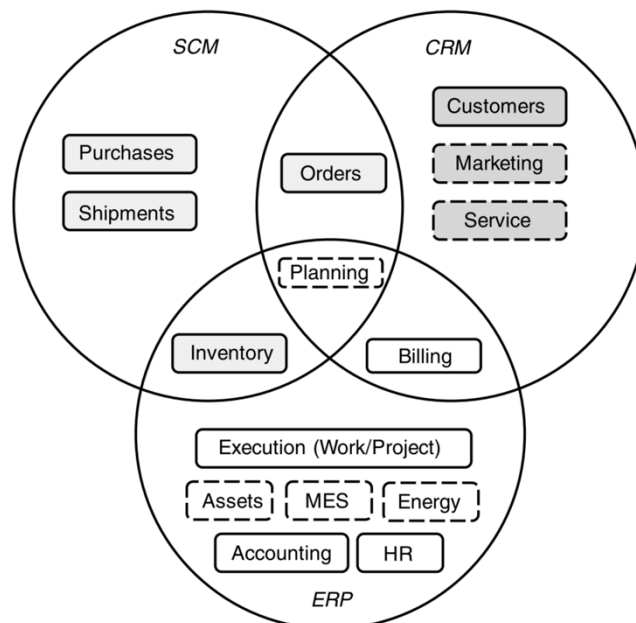 SCM
CRM
Customers
Purchases
Marketing
Orders
Shipments
Service
Planning
Inventory
Billing
Execution (Work/Project)
Assets
MES
Energy
Accounting
HR
ERP